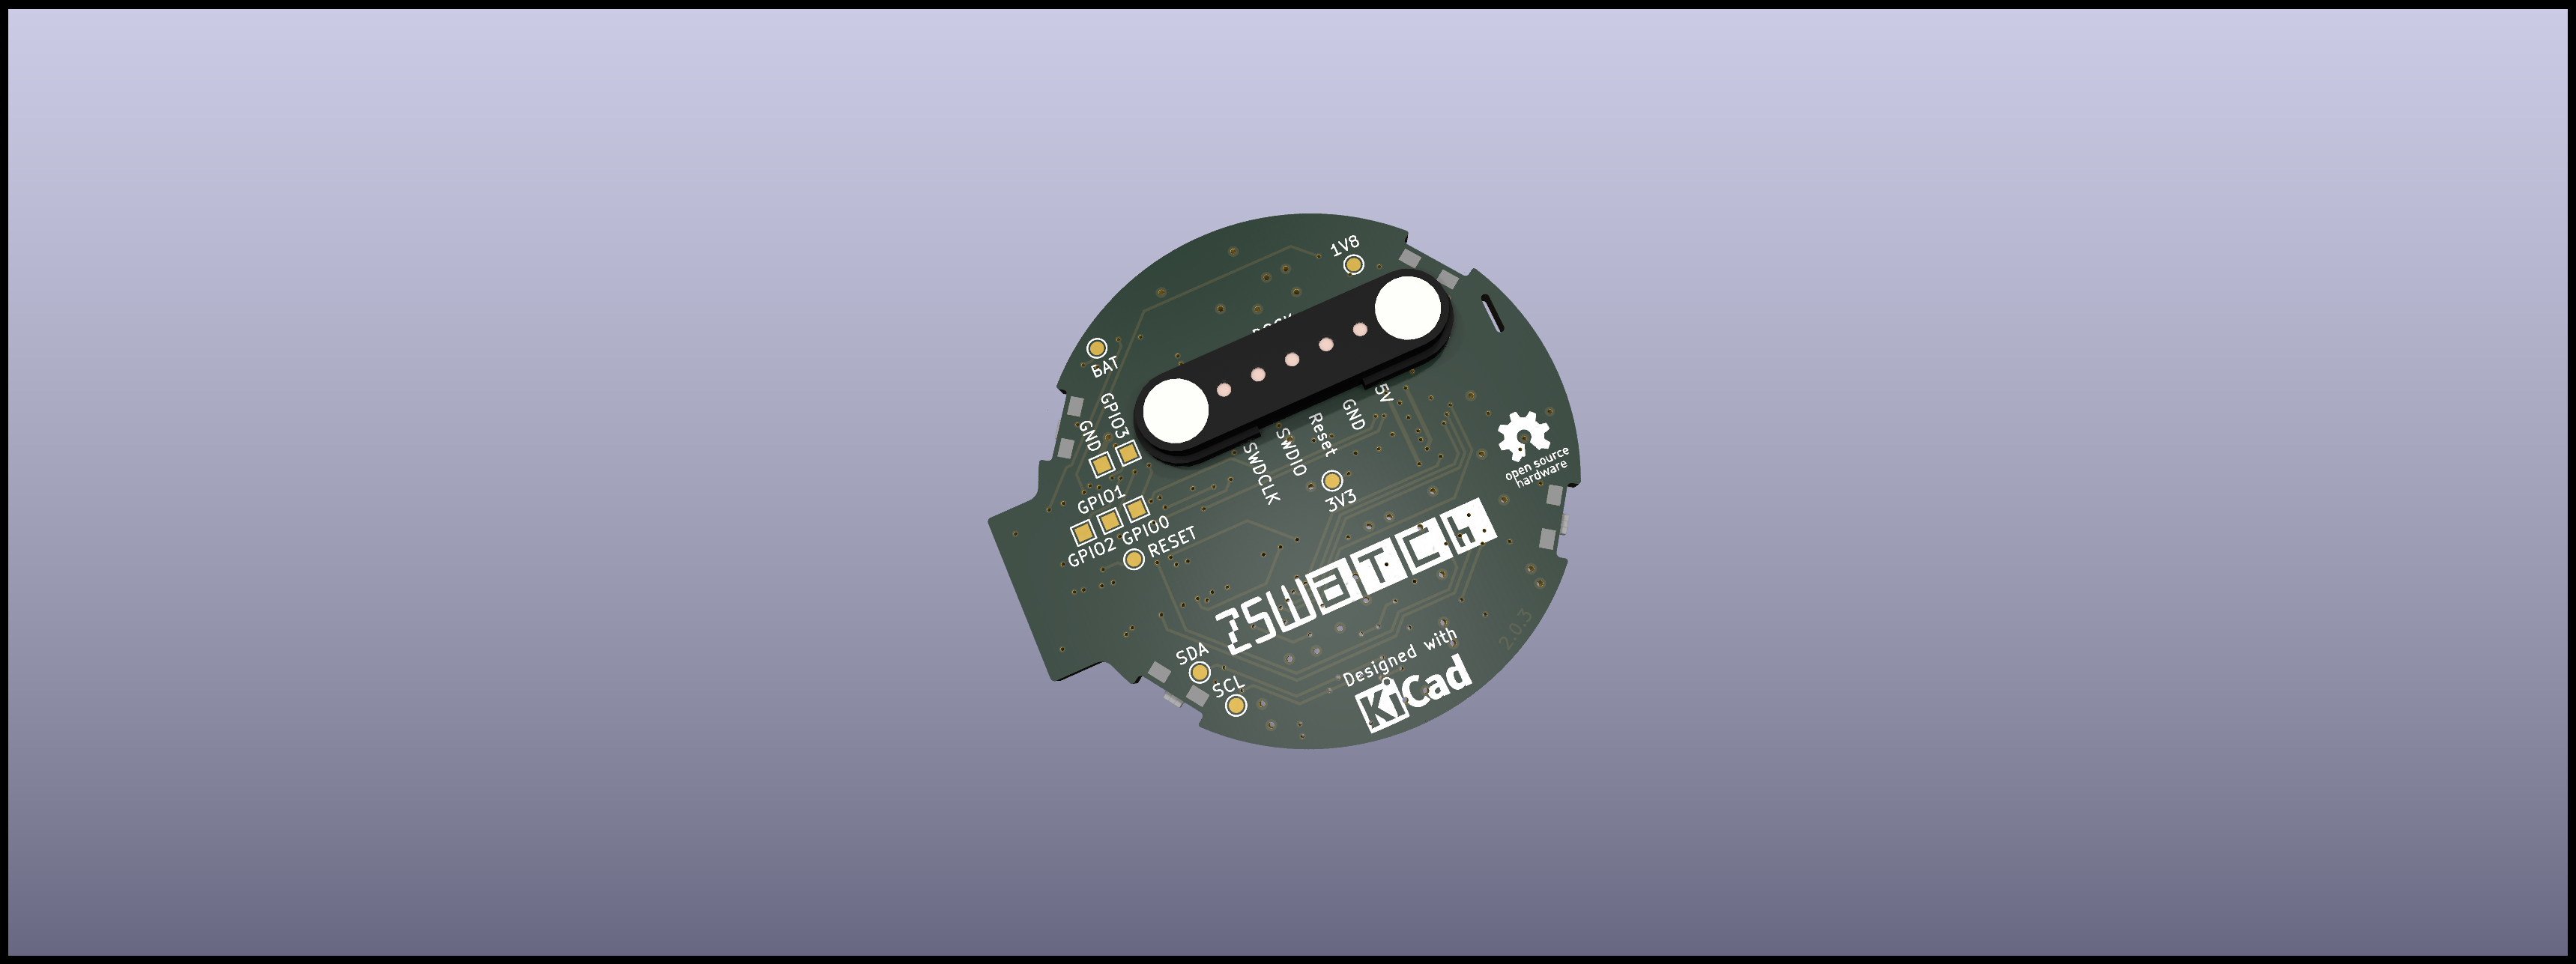 1V8
БАТ
GPIO3
GND
5V
GND
Reset
SWDIO
SWDCLK
3V3
GPIO1
GPIO0
GPIO2
RESET
open source
hardware
ZSWATCH
2.0.3
SDA
SCL
Designed with
KiCad